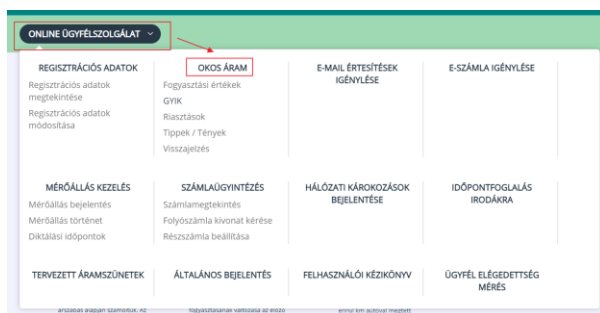 ONLINE ÜGYFÉLSZOLGÁLAT
REGISZTRÁCIÓS ADATOK
Regisztrációs adatok
megtekintése
Regisztrációs adatok
módosítása
OKOS ÁRAM
Fogyasztási értékek
GYIK
Riasztások
Tippek / Tények
Visszajelzés
E-MAIL ÉRTESÍTÉSEK
IGÉNYLÉSE
E-SZÁMLA IGÉNYLÉSE
MÉRŐÁLLÁS KEZELÉS
Mérőállás bejelentés
Mérőállás történet
Diktálási időpontok
SZÁMLAÜGYINTÉZÉS
Számlamegtekintés
Folyószámla kivonat kérése
Részszámla beállítása
HÁLÓZATI KÁROKOZÁSOK
BEJELENTÉSE
IDŐPONTFOGLALÁS
IRODÁKRA
TERVEZETT ÁRAMSZÜNETEK
ÁLTALÁNOS BEJELENTÉS
FELHASZNÁLÓI KÉZIKÖNYV
ÜGYFÉL ELÉGEDETTSÉG
MÉRÉS